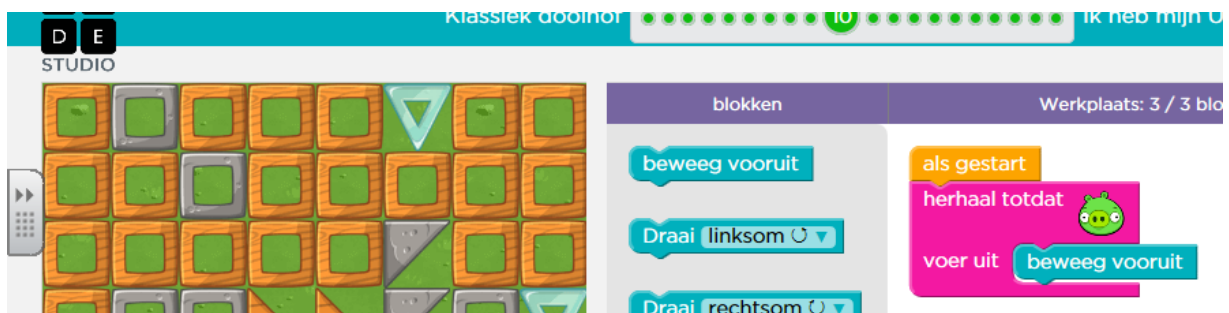 Klassiek doolhof
10
Ik heb mijn
D E
STUDIO
blokken
Werkplaats: 3 / 3
beweeg vooruit
Draai linksom
Draai rechtsom
als gestart
herhaal totdat
voer uit beweeg vooruit